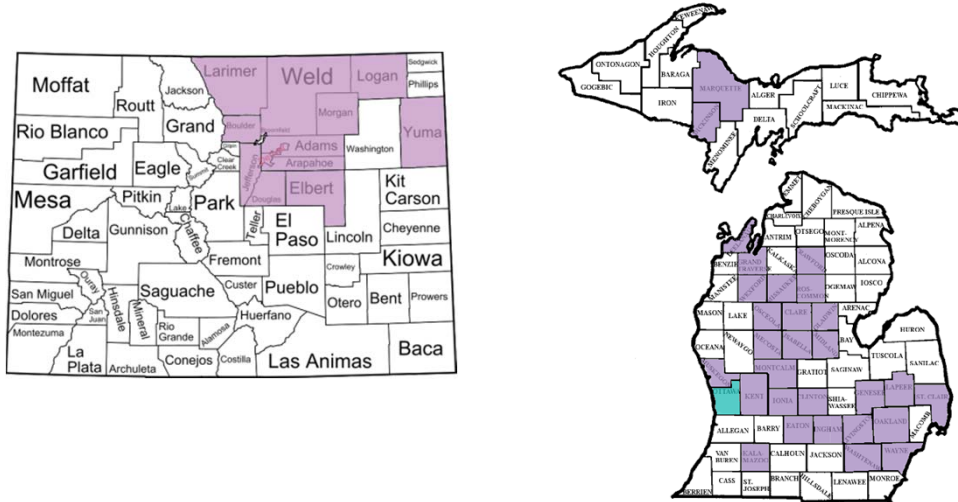 Moffat
Routt
Jackson
Larimer
Weld
Logan
Sedgwick
Phillips
Morgan
Rio Blanco
Grand
Boulder
Broomfield
Yuma
Garfield
Eagle
Summit
Gilpin
Clear
Creek
Jefferson
Adams
Arapahoe
Washington
Mesa
Pitkin
Lake
Park
Douglas
Elbert
Kit
Carson
Delta
Gunnison
Chaffee
Teller
El
Paso
Lincoln
Cheyenne
Montrose
Fremont
Crowley
Kiowa
Ouray
Saguache
Custer
Pueblo
Otero
Bent
Prowers
San Miguel
Dolores
San
Juan
Hinsdale
Mineral
Huerfano
Montezuma
La
Plata
Rio
Grande
Alamosa
Archuleta
Conejos
Costilla
Las Animas
Baca
KEWEENAW
HOUGHTON
ONTONAGON
BARAGA
GOGEBIC
IRON
MARQUETTE
DICKINSON
MENOMINEE
ALGER
DELTA
SCHOOLCRAFT
LUCE
CHIPPEWA
MACKINAC
EMMET
CHEBOYGAN
PRESQUE ISLE
CHARLEVOIX
ANTRIM
OTSEGO
MONT-
MORENCY
ALPENA
BENZIE
GRAND
TRAVERSE
KALKASKA
CRAWFORD
OSCODA
ALCONA
MANISTEE
WEXFORD
MISSAUKEE
ROS-
COMMON
OGEMAW
IOSCO
MASON
LAKE
OSCEOLA
CLARE
GLADWIN
ARENAC
OCEANA
NEWAYGO
MECOSTA
ISABELLA
MIDLAND
BAY
HURON
MUSKEGON
MONTCALM
GRATIOT
SAGINAW
TUSCOLA
SANILAC
OTTAWA
KENT
IONIA
CLINTON
SHIA-
WASSEE
GENESEE
LAPEER
ST. CLAIR
ALLEGAN
BARRY
EATON
INGHAM
LIVINGSTON
OAKLAND
MACOMB
VAN
BUREN
KALA-
MAZOO
CALHOUN
JACKSON
WASHTENAW
WAYNE
BERRIEN
CASS
ST.
JOSEPH
BRANCH
HILLSDALE
LENAWEE
MONROE